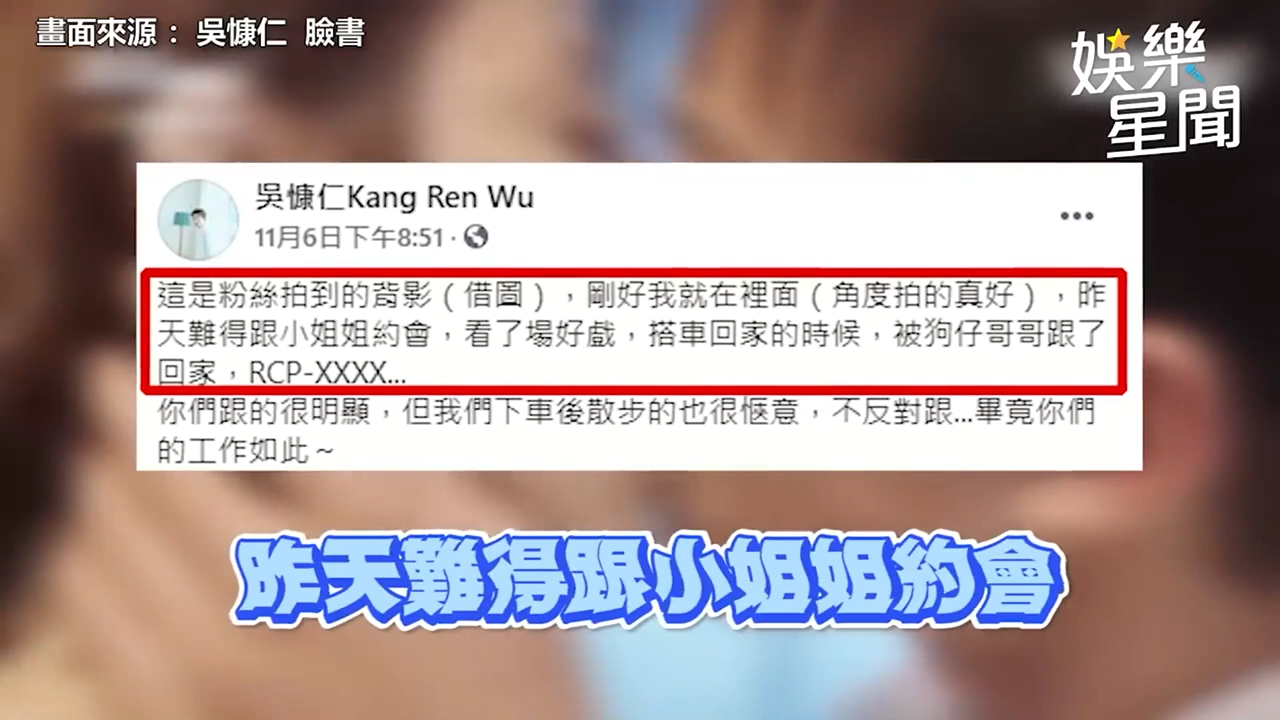 畫面來源： 吳慷仁 臉書
娛樂
星聞
吳慷仁Kang Ren Wu
11月6日下午8:51 ·
這是粉絲拍到的背影（借圖），剛好我就在裡面（角度拍的真好），昨
天難得跟小姐姐約會，看了場好戲，搭車回家的時候，被狗仔哥哥跟了
回家，RCP-XXXX...
你們跟的很明顯，但我們下車後散步的也很愜意，不反對跟...畢竟你們
的工作如此～
昨天難得跟小姐姐約會